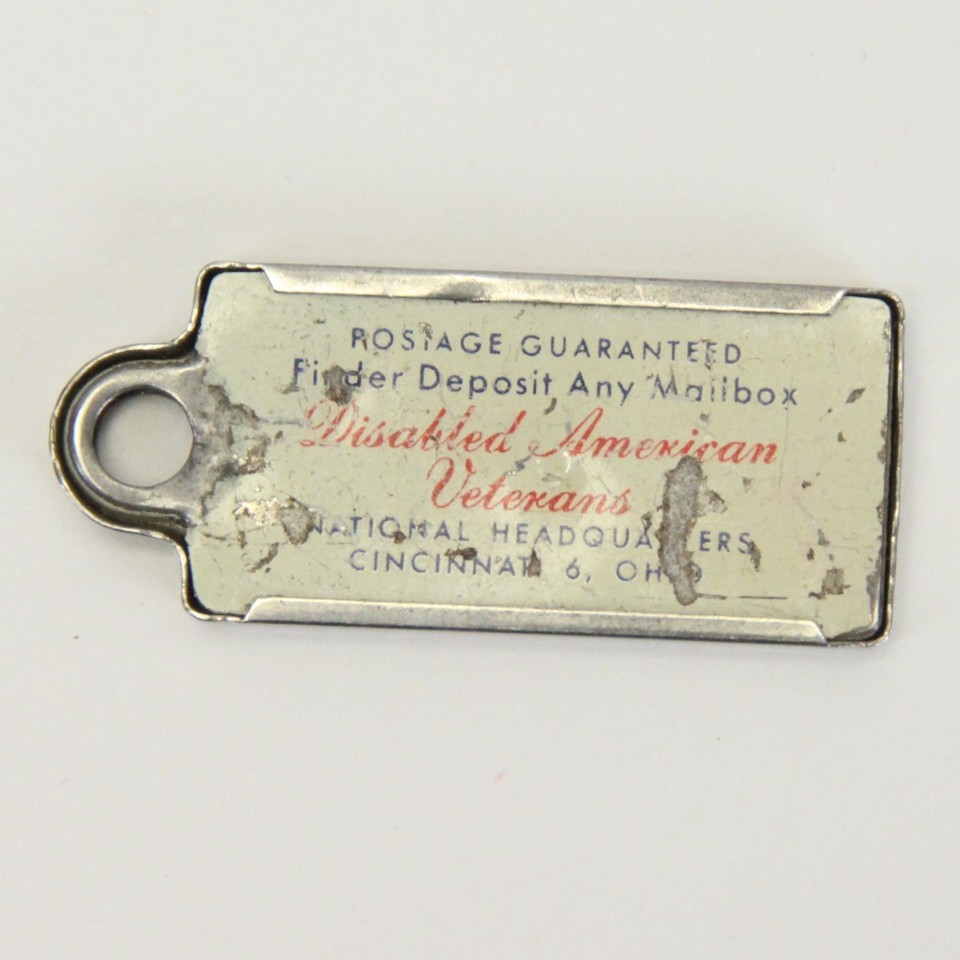 POSTAGE GUARANTEED
Finder Deposit Any Mailbox
Disabled American
Veterans
NATIONAL HEADQUARTERS
CINCINNATI 6, OHIO